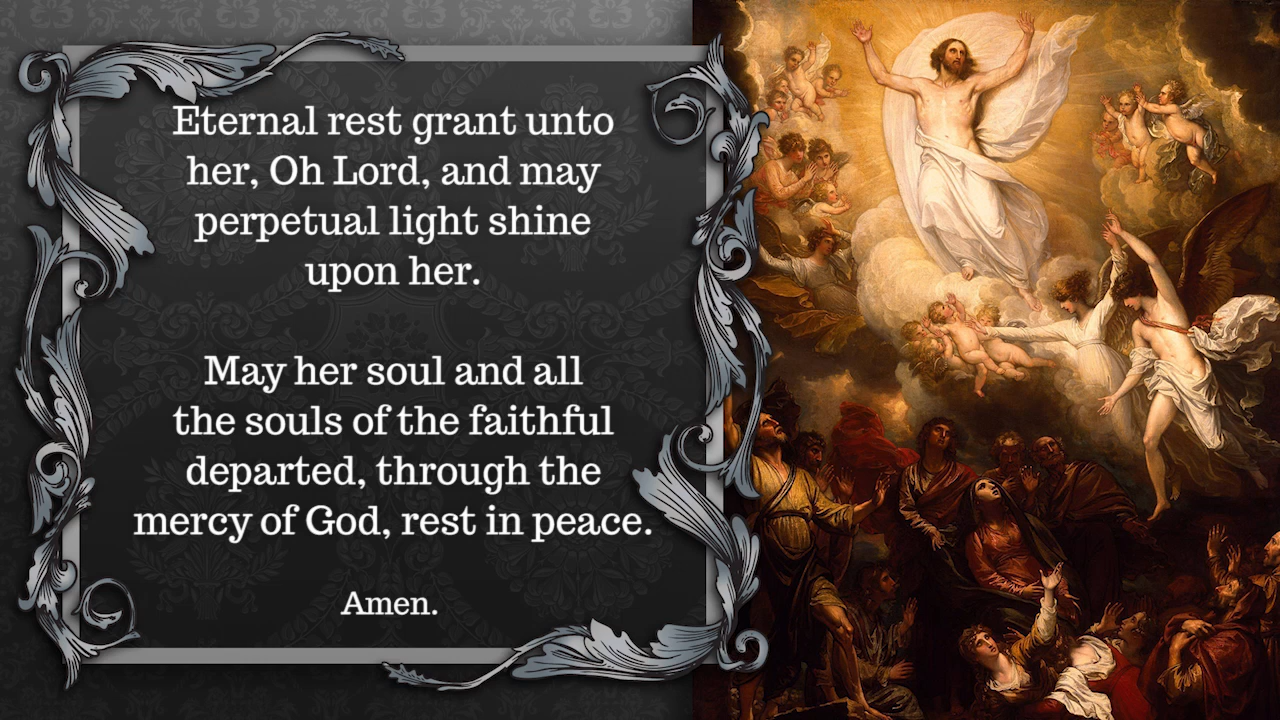 Eternal rest grant unto
her, Oh Lord, and may
perpetual light shine
upon her.
May her soul and all
the souls of the faithful
departed, through the
mercy of God, rest in peace.
Amen.